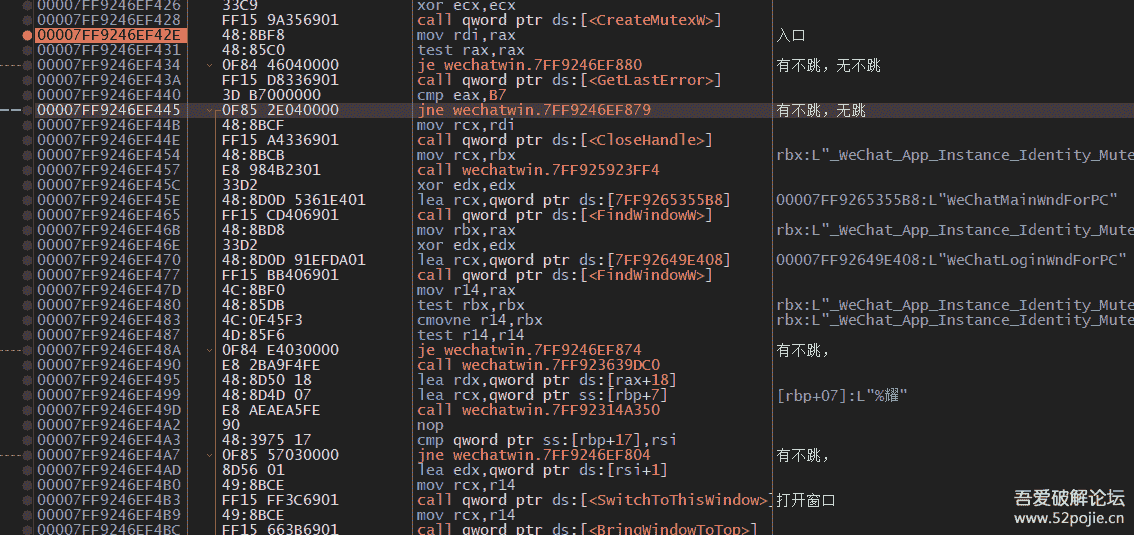 00007FF9246EF426 33C9 xor ecx,ecx
00007FF9246EF428 FF15 9A356901 call qword ptr ds:[<CreateMutexW>]
00007FF9246EF42E 48:8BF8 mov rdi,rax 入口
00007FF9246EF431 48:85C0 test rax,rax
00007FF9246EF434 0F84 46040000 je wechatwin.7FF9246EF880 有不跳，无不跳
00007FF9246EF43A FF15 D8336901 call qword ptr ds:[<GetLastError>]
00007FF9246EF440 3D B7000000 cmp eax,B7
00007FF9246EF445 0F85 2E040000 jne wechatwin.7FF9246EF879 有不跳，无跳
00007FF9246EF44B 48:8BCF mov rcx,rdi
00007FF9246EF44E FF15 A4336901 call qword ptr ds:[<CloseHandle>]
00007FF9246EF454 48:8BCB mov rcx,rbx rbx:L"_WeChat_App_Instance_Identity_Mute
00007FF9246EF457 E8 984B2301 call wechatwin.7FF925923FF4
00007FF9246EF45C 33D2 xor edx,edx
00007FF9246EF45E 48:8D0D 5361E401 lea rcx,qword ptr ds:[7FF9265355B8] 00007FF9265355B8:L"WeChatMainWndForPC"
00007FF9246EF465 FF15 CD406901 call qword ptr ds:[<FindWindowW>]
00007FF9246EF46B 48:8BD8 mov rbx,rax rbx:L"_WeChat_App_Instance_Identity_Mute
00007FF9246EF46E 33D2 xor edx,edx
00007FF9246EF470 48:8D0D 91EFDA01 lea rcx,qword ptr ds:[7FF92649E408] 00007FF92649E408:L"WeChatLoginWndForPC"
00007FF9246EF477 FF15 BB406901 call qword ptr ds:[<FindWindowW>]
00007FF9246EF47D 4C:8BF0 mov r14,rax
00007FF9246EF480 48:85DB test rbx,rbx rbx:L"_WeChat_App_Instance_Identity_Mute
00007FF9246EF483 4C:0F45F3 cmovne r14,rbx rbx:L"_WeChat_App_Instance_Identity_Mute
00007FF9246EF487 4D:85F6 test r14,r14
00007FF9246EF48A 0F84 E4030000 je wechatwin.7FF9246EF874 有不跳，
00007FF9246EF490 E8 2BA9F4FE call wechatwin.7FF923639DC0
00007FF9246EF495 48:8D50 18 lea rdx,qword ptr ds:[rax+18]
00007FF9246EF499 48:8D4D 07 lea rcx,qword ptr ss:[rbp+7] [rbp+07]:L"%耀"
00007FF9246EF49D E8 AEAEA5FE call wechatwin.7FF92314A350
00007FF9246EF4A2 90 nop
00007FF9246EF4A3 48:3975 17 cmp qword ptr ss:[rbp+17],rsi
00007FF9246EF4A7 0F85 57030000 jne wechatwin.7FF9246EF804 有不跳，
00007FF9246EF4AD 8D56 01 lea edx,qword ptr ds:[rsi+1]
00007FF9246EF4B0 49:8BCE mov rcx,r14
00007FF9246EF4B3 FF15 FF3C6901 call qword ptr ds:[<SwitchToThisWindow>] 打开窗口
00007FF9246EF4B9 49:8BCE mov rcx,r14
00007FF9246EF4BC FF15 663B6901 call qword ptr ds:[<BringWindowToTop>]
吾爱破解论坛
www.52pojie.cn